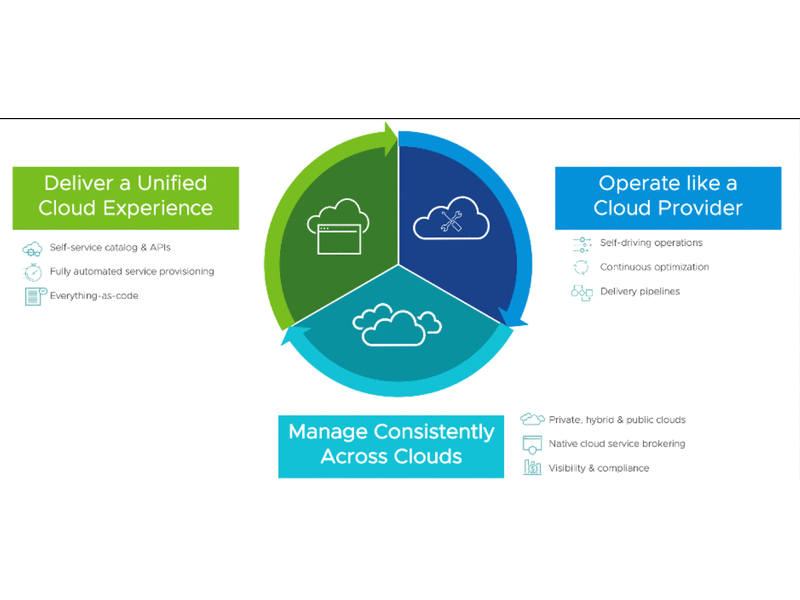 Deliver a Unified
Cloud Experience
Self-service catalog & APIs
Fully automated service provisioning
Everything-as-code
Operate like a
Cloud Provider
Self-driving operations
Continuous optimization
Delivery pipelines
Manage Consistently
Across Clouds
Private, hybrid & public clouds
Native cloud service brokering
Visibility & compliance